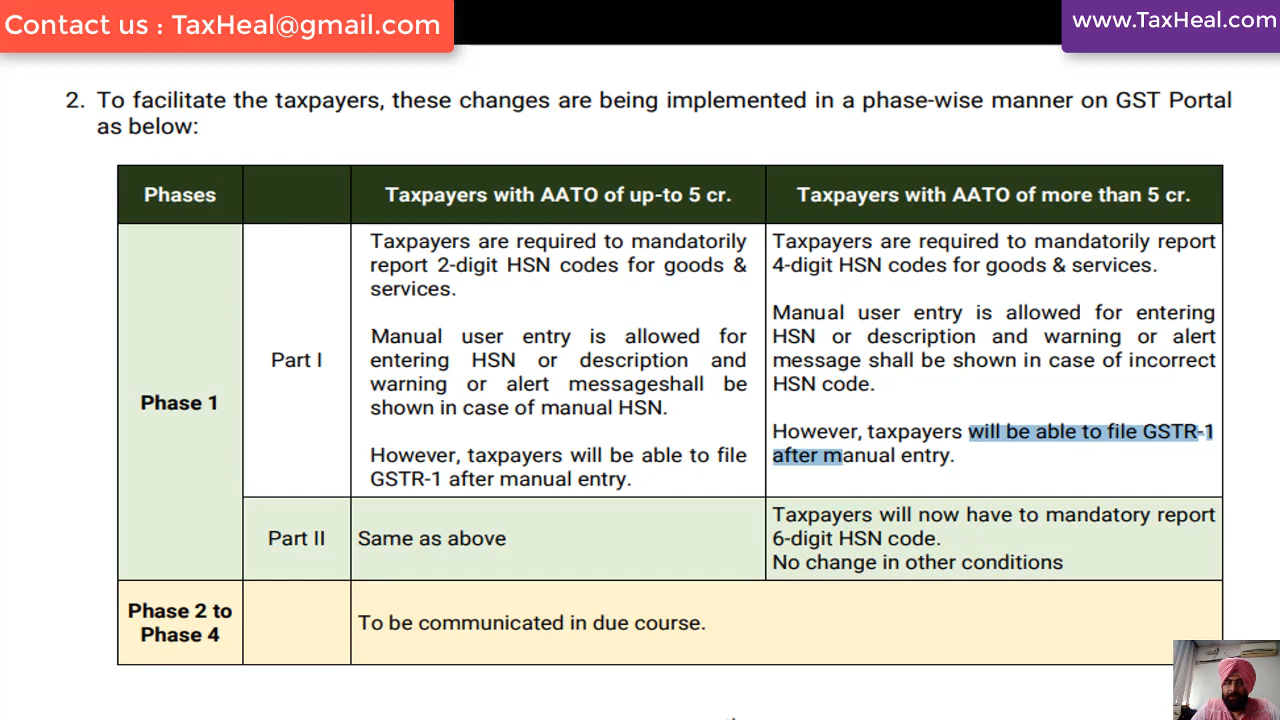 Contact us : TaxHeal@gmail.com
www.TaxHeal.com
2. To facilitate the taxpayers, these changes are being implemented in a phase-wise manner on GST Portal
as below:
Phases
Taxpayers with AATO of up-to 5 cr.
Taxpayers with AATO of more than 5 cr.
Phase 1
Part I
Taxpayers are required to mandatorily
report 2-digit HSN codes for goods &
services.
Manual user entry is allowed for
entering HSN or description and
warning or alert messageshall be
shown in case of manual HSN.
However, taxpayers will be able to file
GSTR-1 after manual entry.
Taxpayers are required to mandatorily report
4-digit HSN codes for goods & services.
Manual user entry is allowed for entering
HSN or description and warning or alert
message shall be shown in case of incorrect
HSN code.
However, taxpayers will be able to file GSTR-1
after manual entry.
Part II
Same as above
Taxpayers will now have to mandatory report
6-digit HSN code.
No change in other conditions
Phase 2 to
Phase 4
To be communicated in due course.